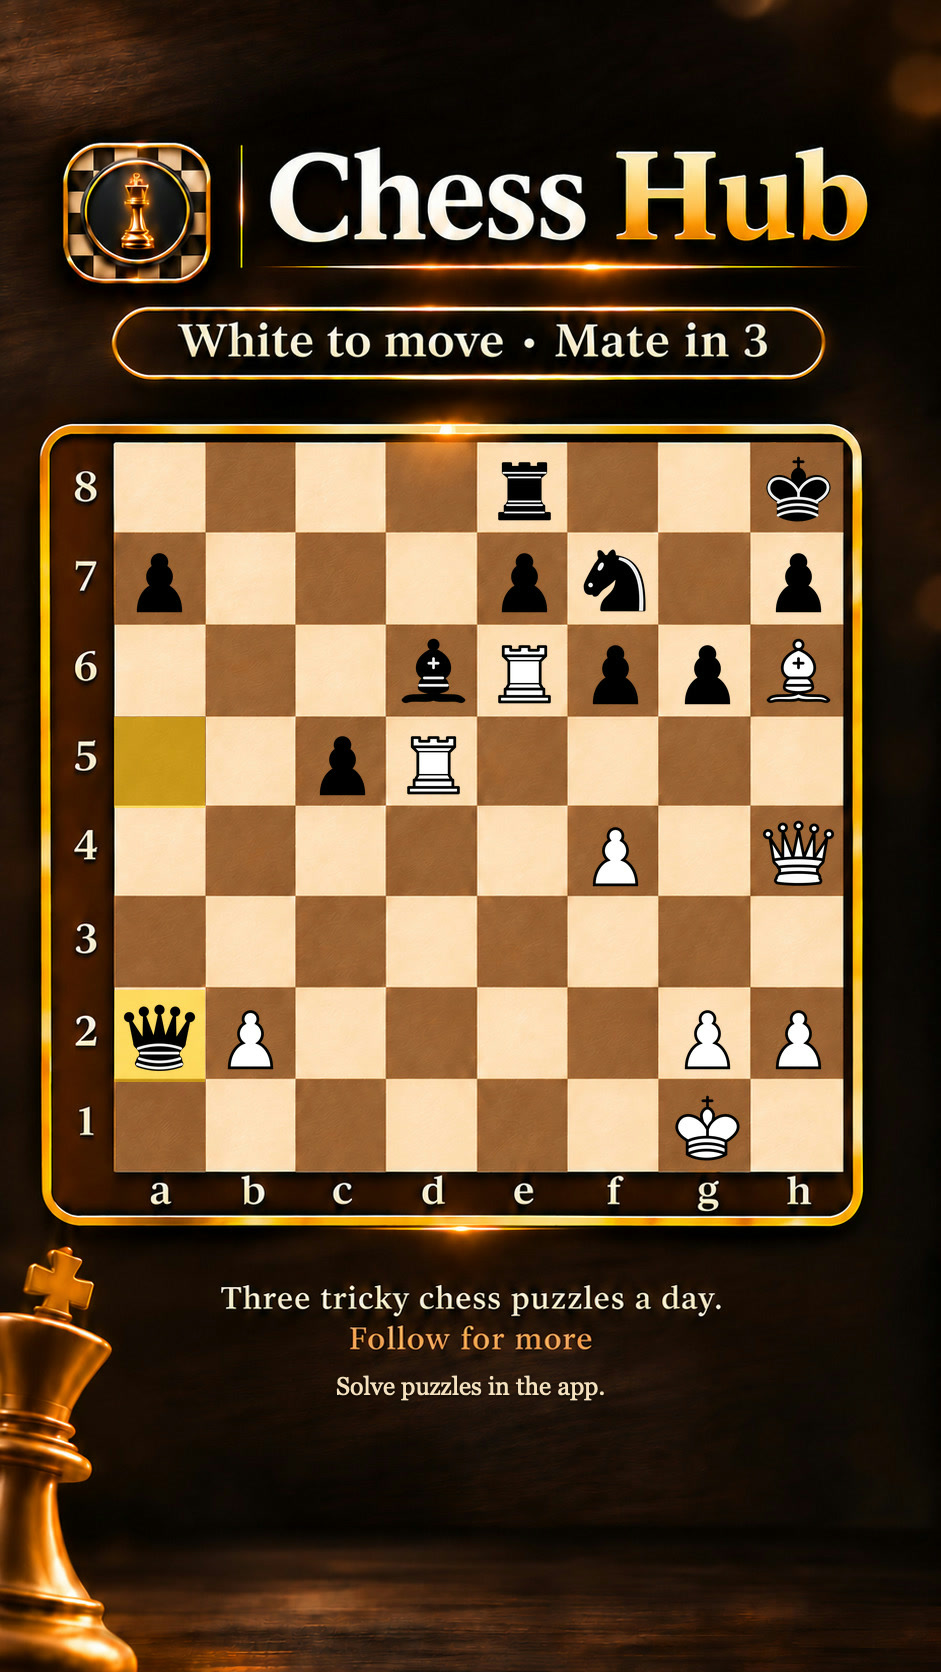 Chess Hub
White to move • Mate in 3
8
7
6
5
4
3
2
1
a b c d e f g h
Three tricky chess puzzles a day.
Follow for more
Solve puzzles in the app.